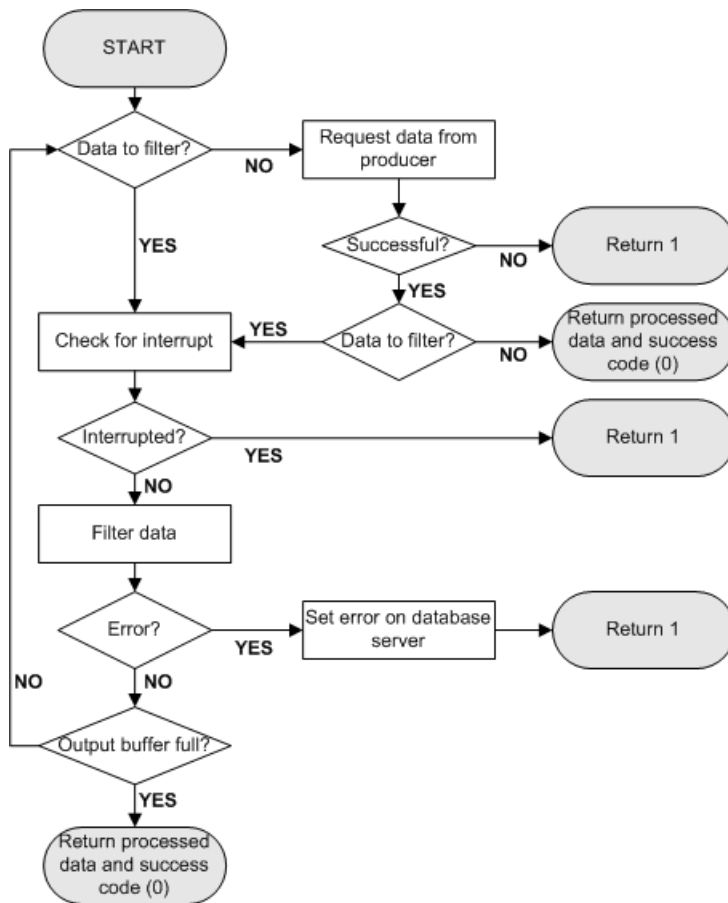 START
Data to filter?
NO
Request data from
producer
YES
Successful?
NO
Return 1
YES
Check for interrupt
YES
Data to filter?
NO
Return processed
data and success
code (0)
Interrupted?
YES
Return 1
NO
Filter data
Error?
YES
Set error on database
server
Return 1
NO
NO
Output buffer full?
YES
Return processed
data and success
code (0)